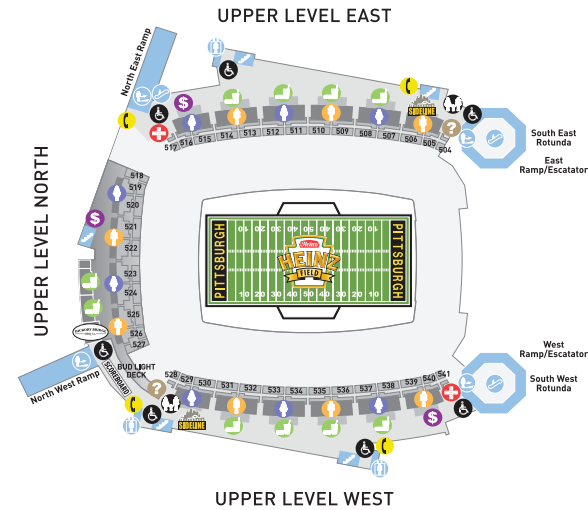 UPPER LEVEL EAST
North East Ramp
$
SIDELINE
?
517 516 515 514 513 512 511 510 509 508 507 506 505 504
South East
Rotunda
East
Ramp/Escatator
UPPER LEVEL NORTH
518
519
520
521
522
523
524
525
526
527
$
PITTSBURGH
10 20 30 40 50 40 30 20 10
Heinz
HEINZ
FIELD
10 20 30 40 50 40 30 20 10
PITTSBURGH
SCOREBOARD
BUD LIGHT
DECK
North West Ramp
528 529 530 531 532 533 534 535 536 537 538 539 540 541
?
SIDELINE
$
West
Ramp/Escatator
South West
Rotunda
UPPER LEVEL WEST